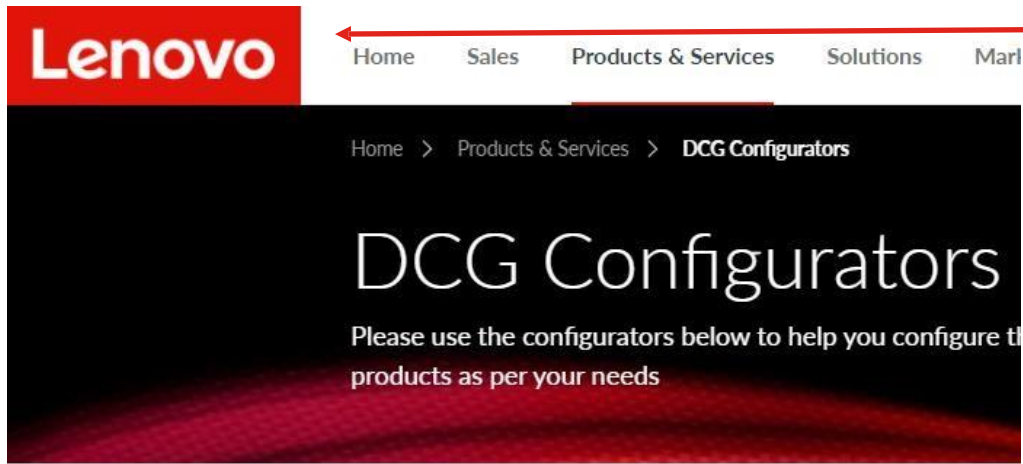 Lenovo
Home Sales Products & Services Solutions
Home > Products & Services > DCG Configurators
DCG Configurators
Please use the configurators below to help you configure
products as per your needs